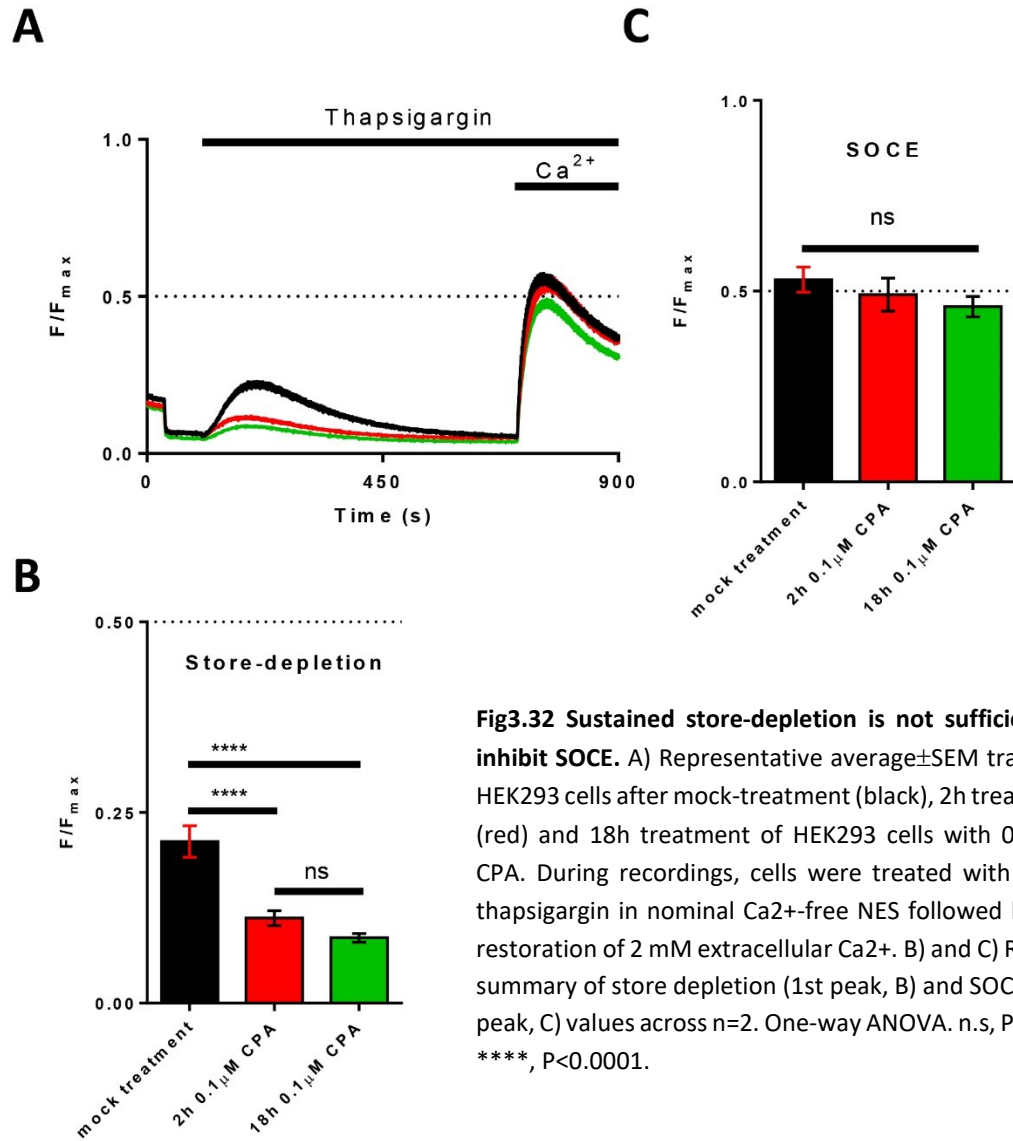 A
Thapsigargin
Ca2+
1.0
0.5
0.0
F/Fmax
0
450
900
Time (s)
C
1.0
SOCE
ns
0.5
0.0
F/Fmax
mock treatment
2h 0.1μM CPA
18h 0.1μM CPA
B
0.50
Store-depletion
****
****
0.25
ns
0.00
F/Fmax
mock treatment
2h 0.1μM CPA
18h 0.1μM CPA
Fig3.32 Sustained store-depletion is not
inhibit SOCE. A) Representative average±SEM
HEK293 cells after mock-treatment (black), 2h
(red) and 18h treatment of HEK293 cells with
CPA. During recordings, cells were treated with
thapsigargin in nominal Ca2+-free NES followed
restoration of 2 mM extracellular Ca2+. B) and C)
summary of store depletion (1st peak, B) and
peak, C) values across n=2. One-way ANOVA. n.s,
****, P<0.0001.